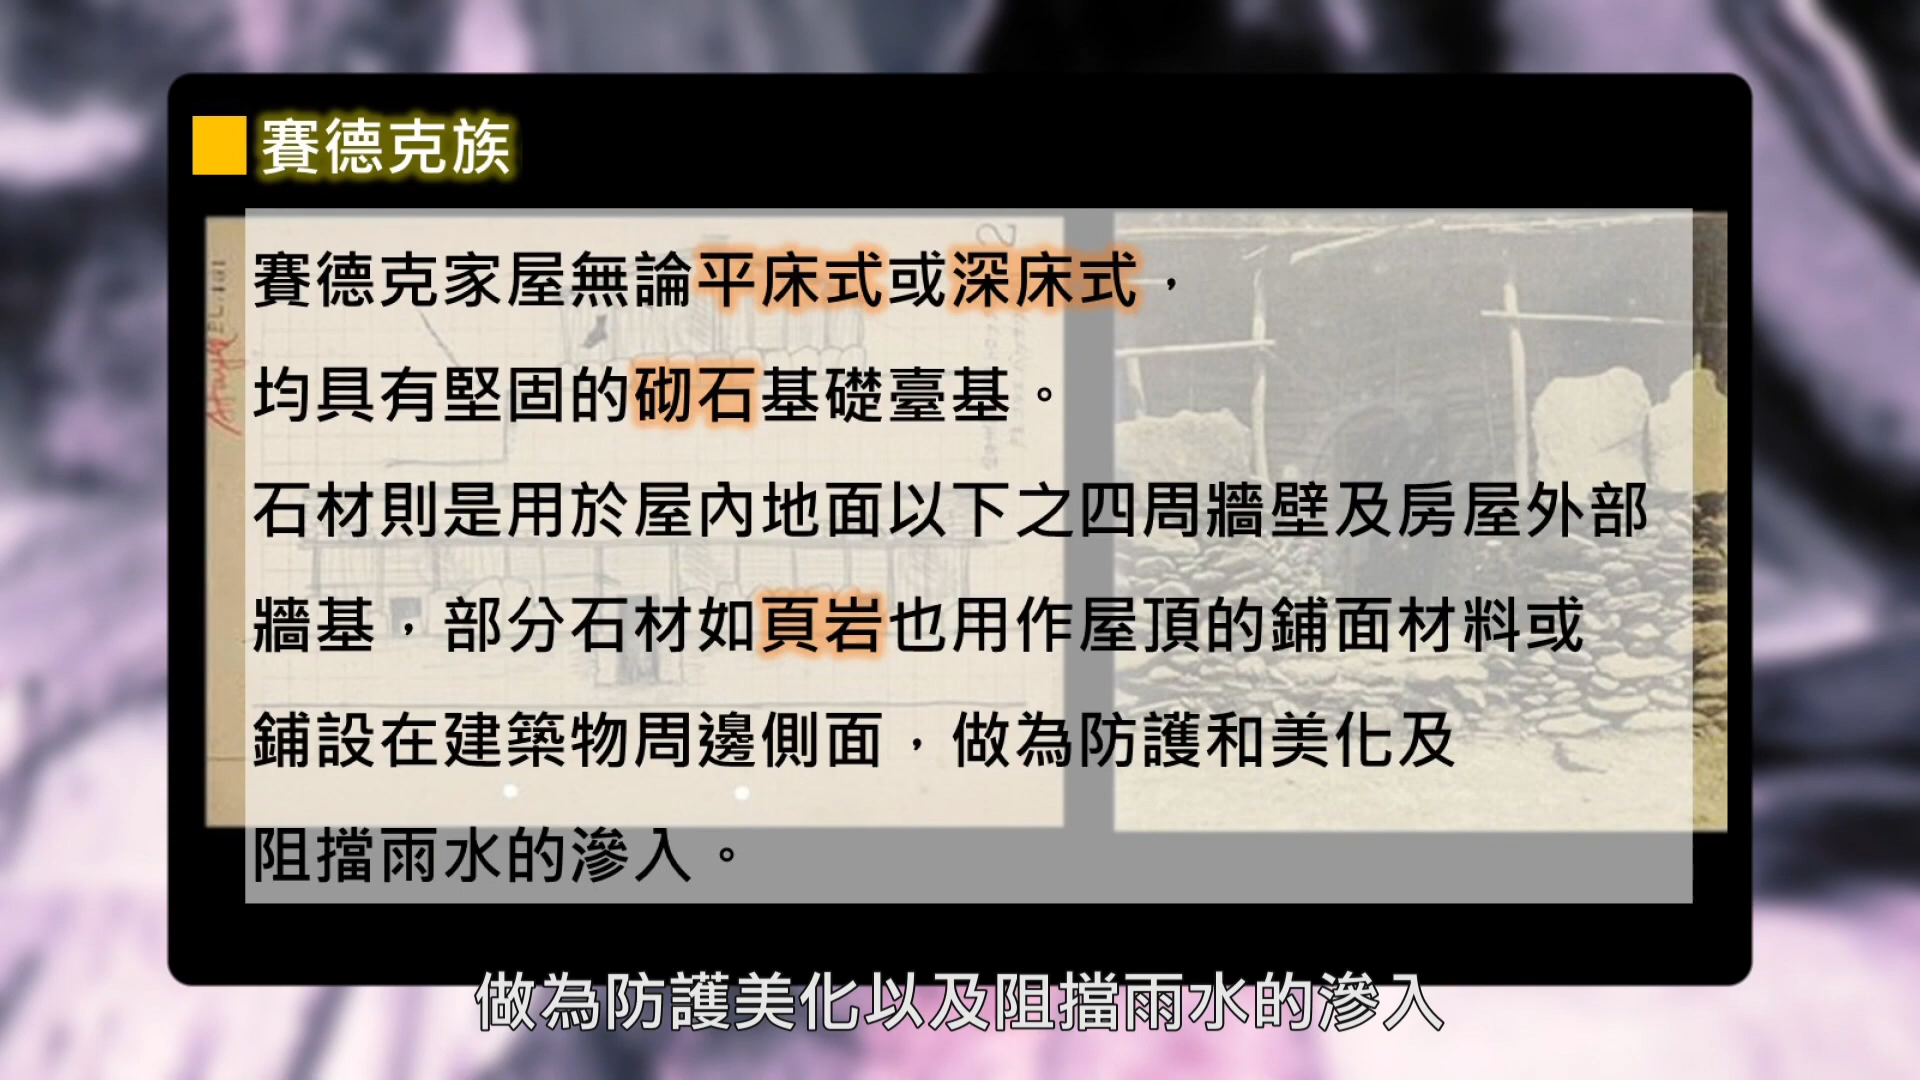 賽德克族
賽德克家屋無論平床式或深床式，
均具有堅固的砌石基礎臺基。
石材則是用於屋內地面以下之四周牆壁及房屋外部
牆基，部分石材如頁岩也用作屋頂的鋪面材料或
鋪設在建築物周邊側面，做為防護和美化及
阻擋雨水的滲入。
做為防護美化以及阻擋雨水的滲入